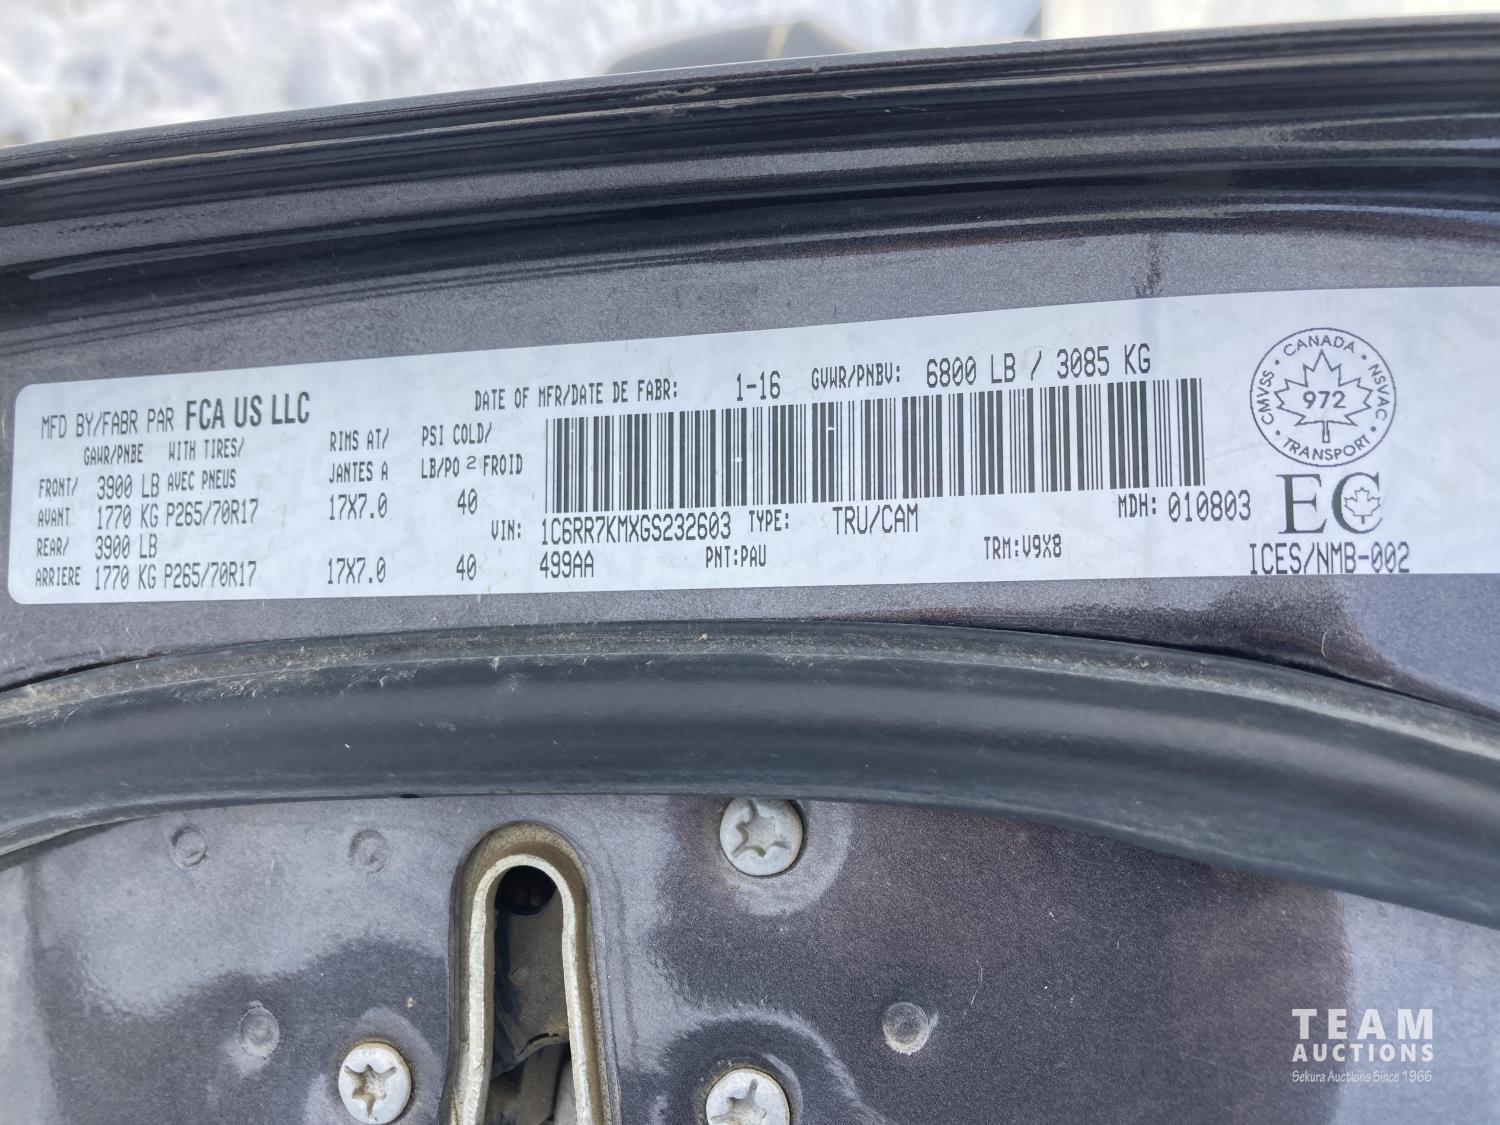 MFD BY/FABR PAR FCA US LLC
DATE OF MFR/DATE DE FABR: 1-16 GVWR/PNBV: 6800 LB / 3085 KG
GAWR/PNBE WITH TIRES/ RIMS AT/ PSI COLD/
AVEC PNEUS JANTES A LB/PO 2 FROID
FRONT/ 3900 LB
AVANT 1770 KG P265/70R17 17X7.0 40
REAR/ 3900 LB
ARRIERE 1770 KG P265/70R17 17X7.0 40
VIN: 1C6RR7KMXGS232603 TYPE: TRU/CAM MDH: 010803
499AA PNT:PAU TRM:V9X8
CANADA
CMVSS NSVAC
972
TRANSPORT
EC
ICES/NMB-002
TEAM
AUCTIONS
Sekura Auctions Since 1966